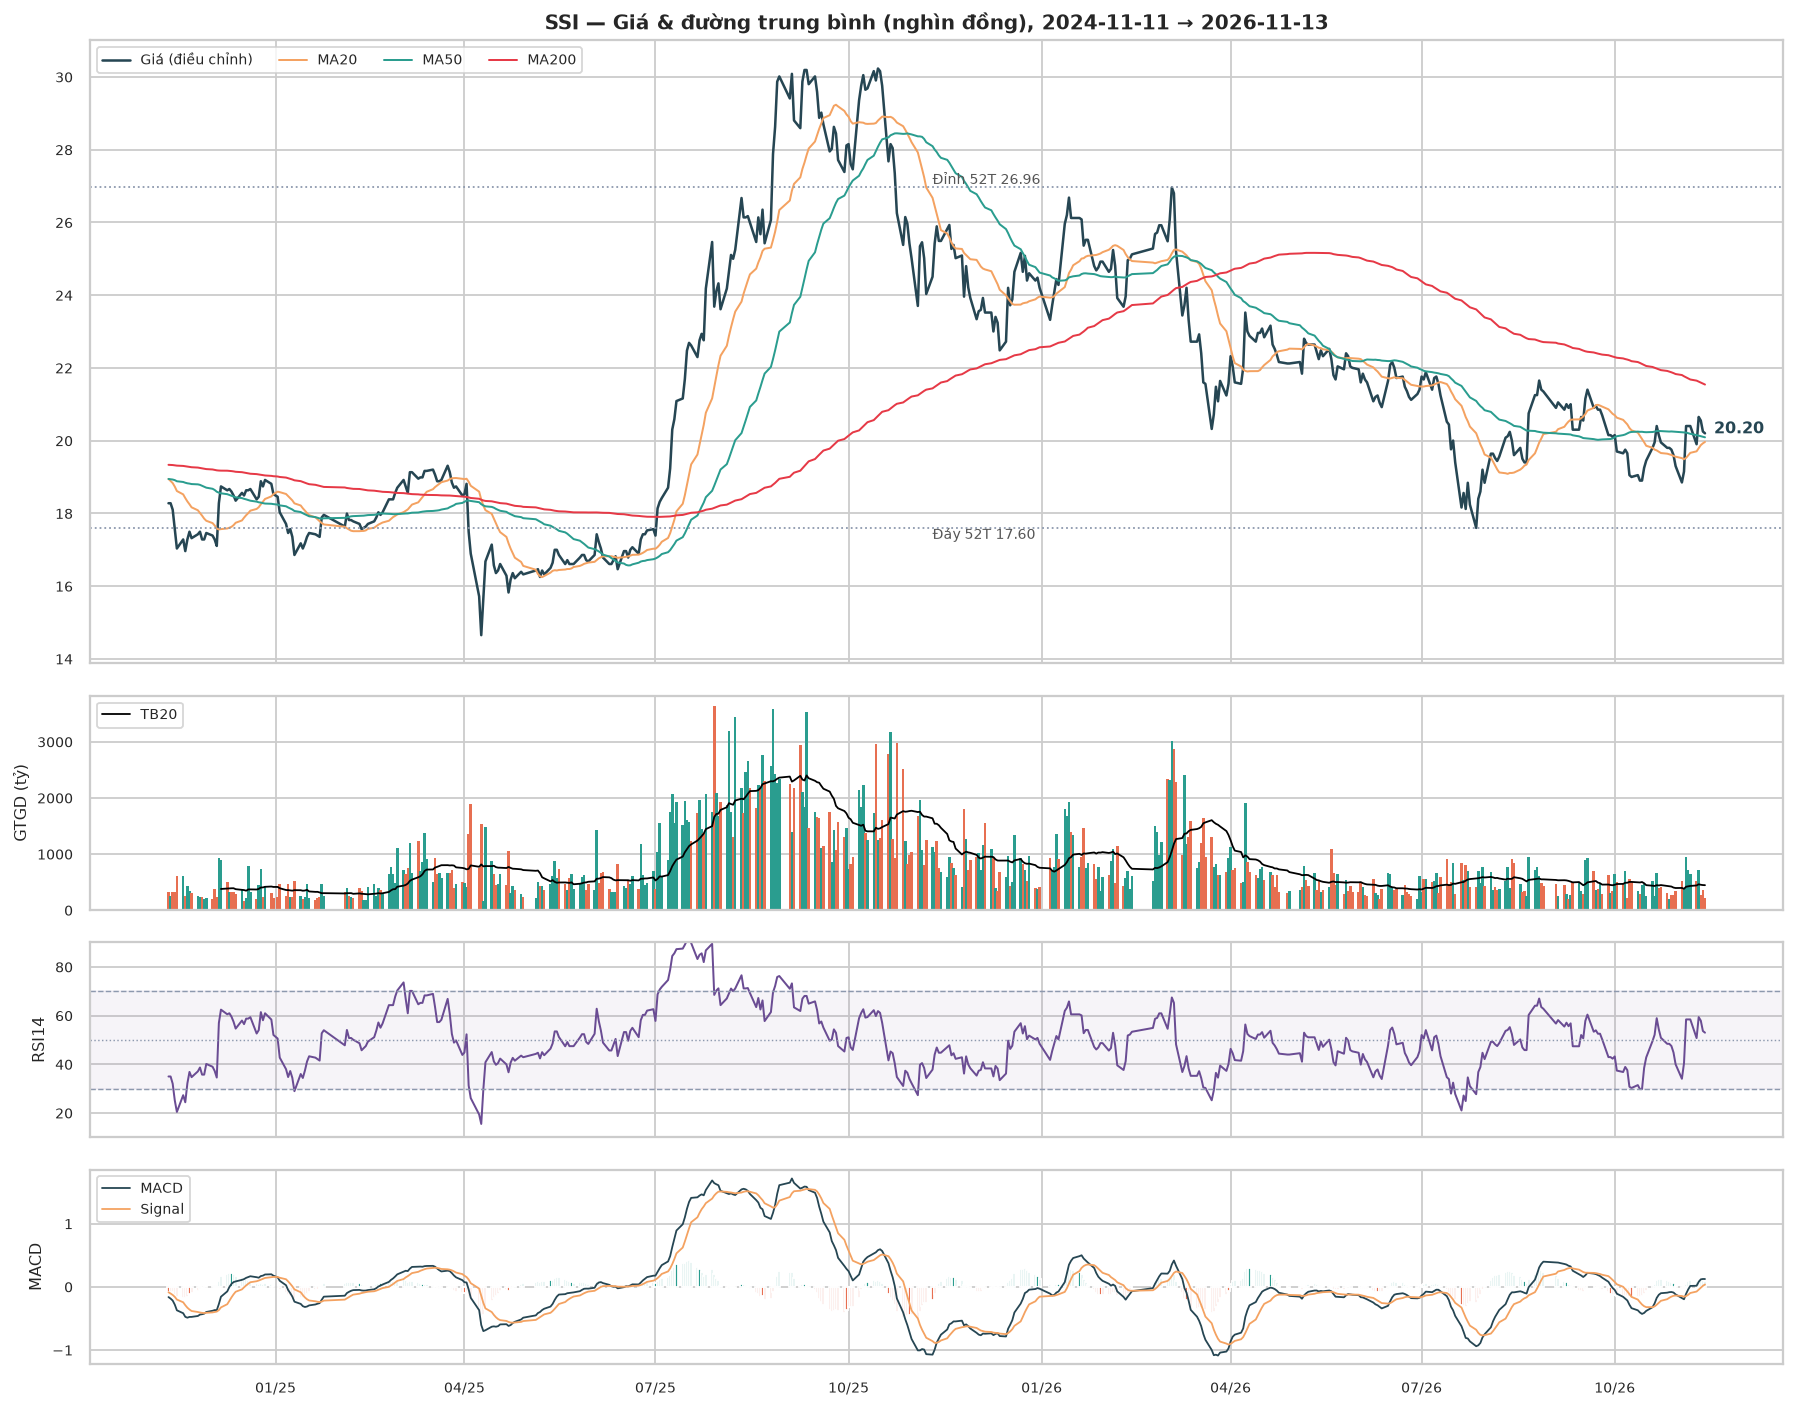 SSI — Giá & đường trung bình (nghìn đồng), 2024-11-11 → 2026-11-13
Giá (điều chỉnh) MA20 MA50 MA200
30
28
26
24
22
20
18
16
14
Đỉnh 52T 26.96
Đáy 52T 17.60
20.20
TB20
GTGD (tỷ)
3000
2000
1000
0
RSI14
80
60
40
20
MACD
Signal
MACD
1
0
−1
01/25 04/25 07/25 10/25 01/26 04/26 07/26 10/26